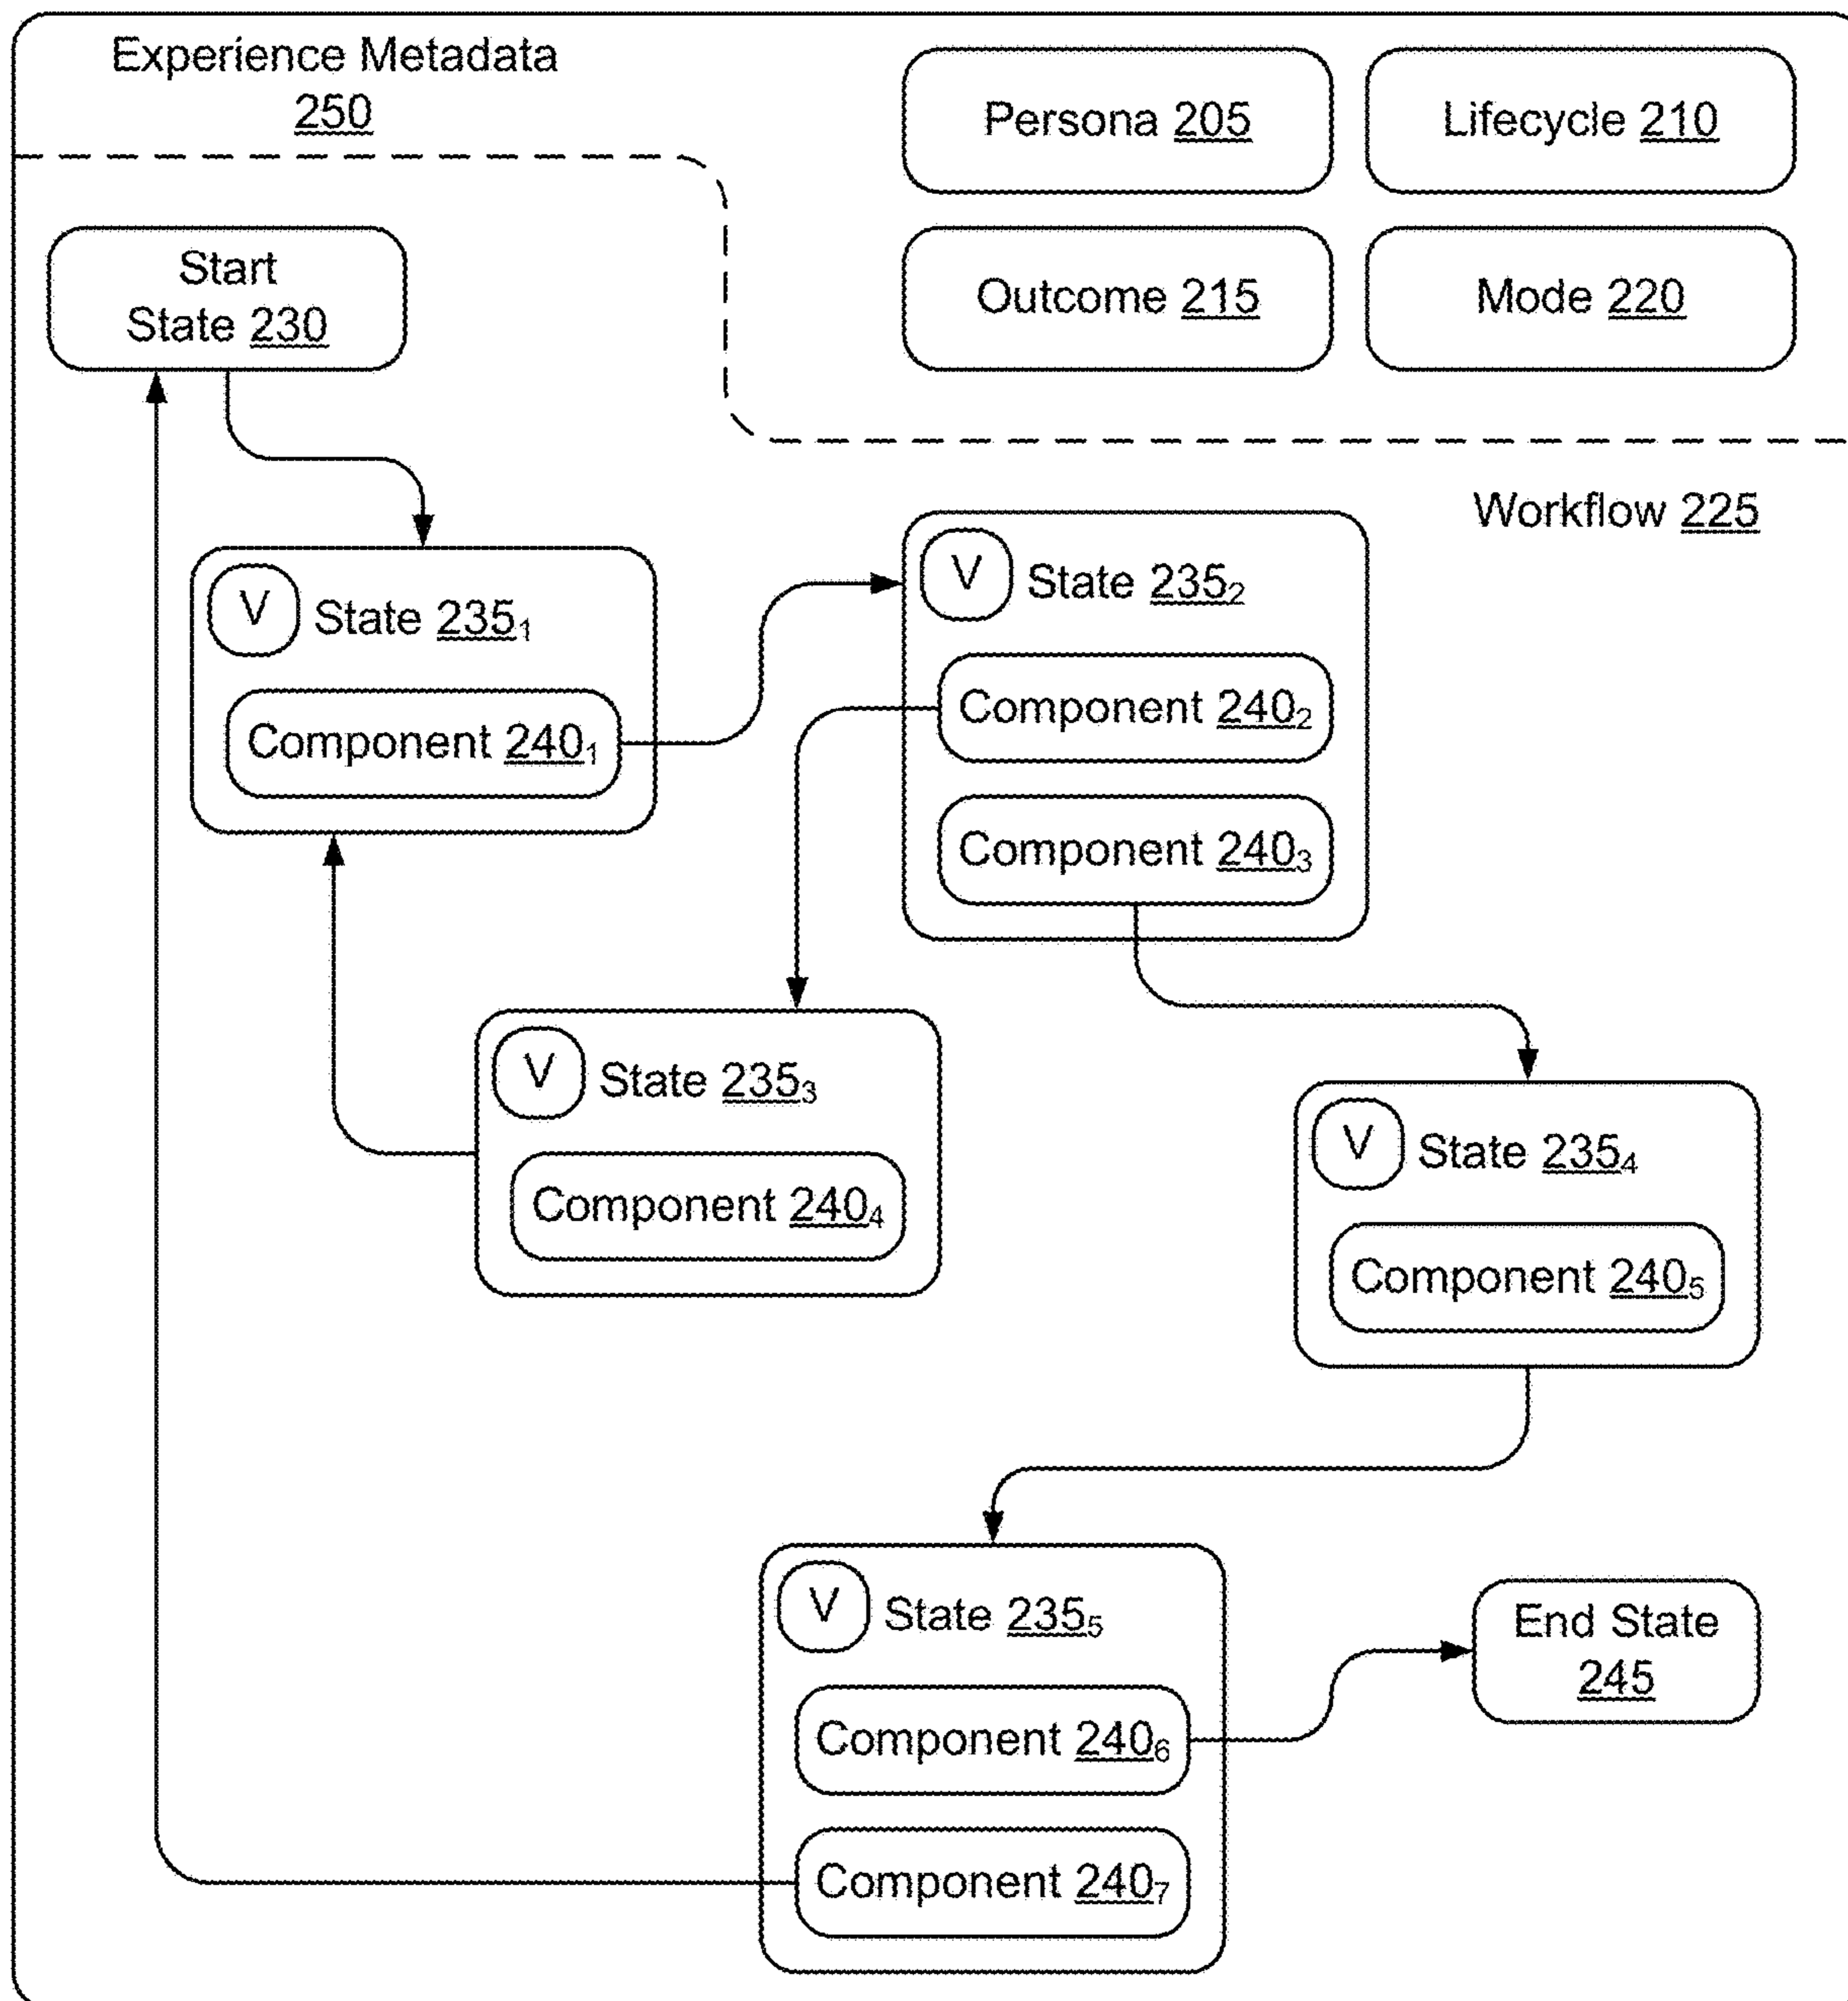 Experience Metadata
250
Persona 205
Lifecycle 210
Outcome 215
Mode 220
Start
State 230
Workflow 225
V State 235₁
Component 240₁
V State 235₂
Component 240₂
Component 240₃
V State 235₃
Component 240₄
V State 235₄
Component 240₅
V State 235₅
Component 240₆
Component 240₇
End State
245